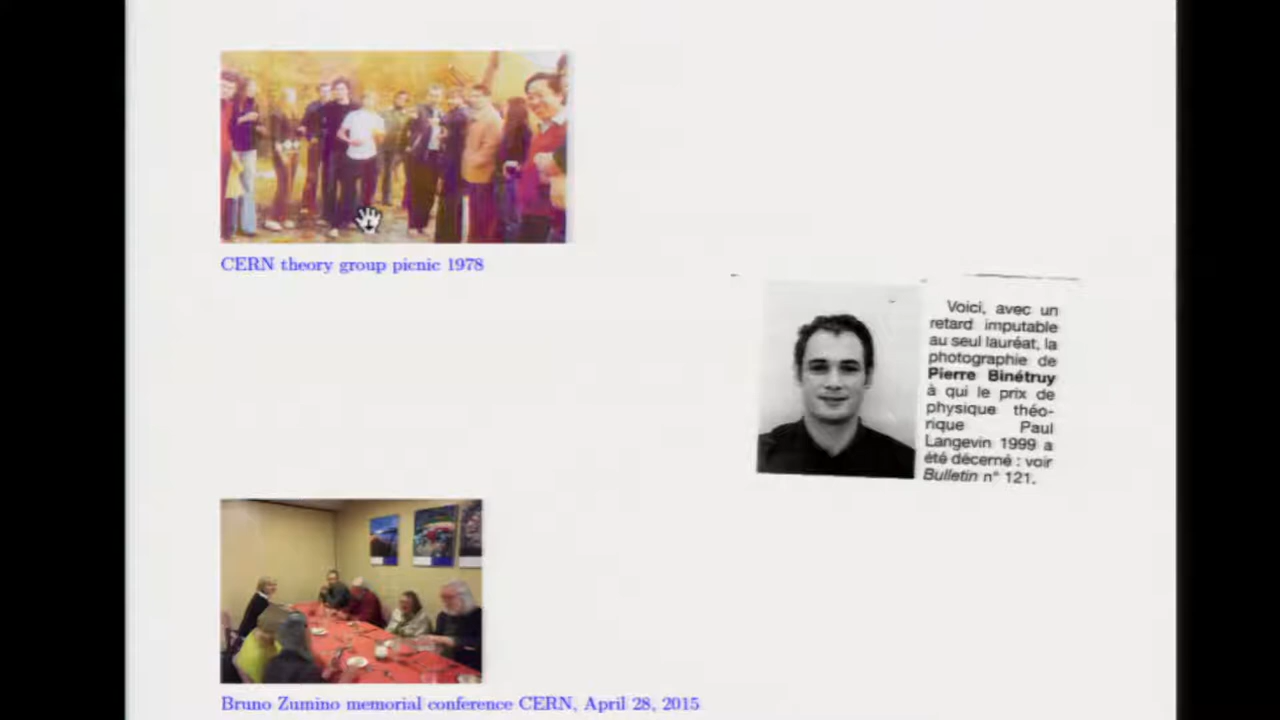 CERN theory group picnic 1978
Voici, avec un
retard imputable
au seul lauréat, la
photographie de
Pierre Binétruy
à qui le prix de
physique théo-
rique Paul
Langevin 1999 a
été décerné : voir
Bulletin n° 121.
Bruno Zumino memorial conference CERN, April 28, 2015